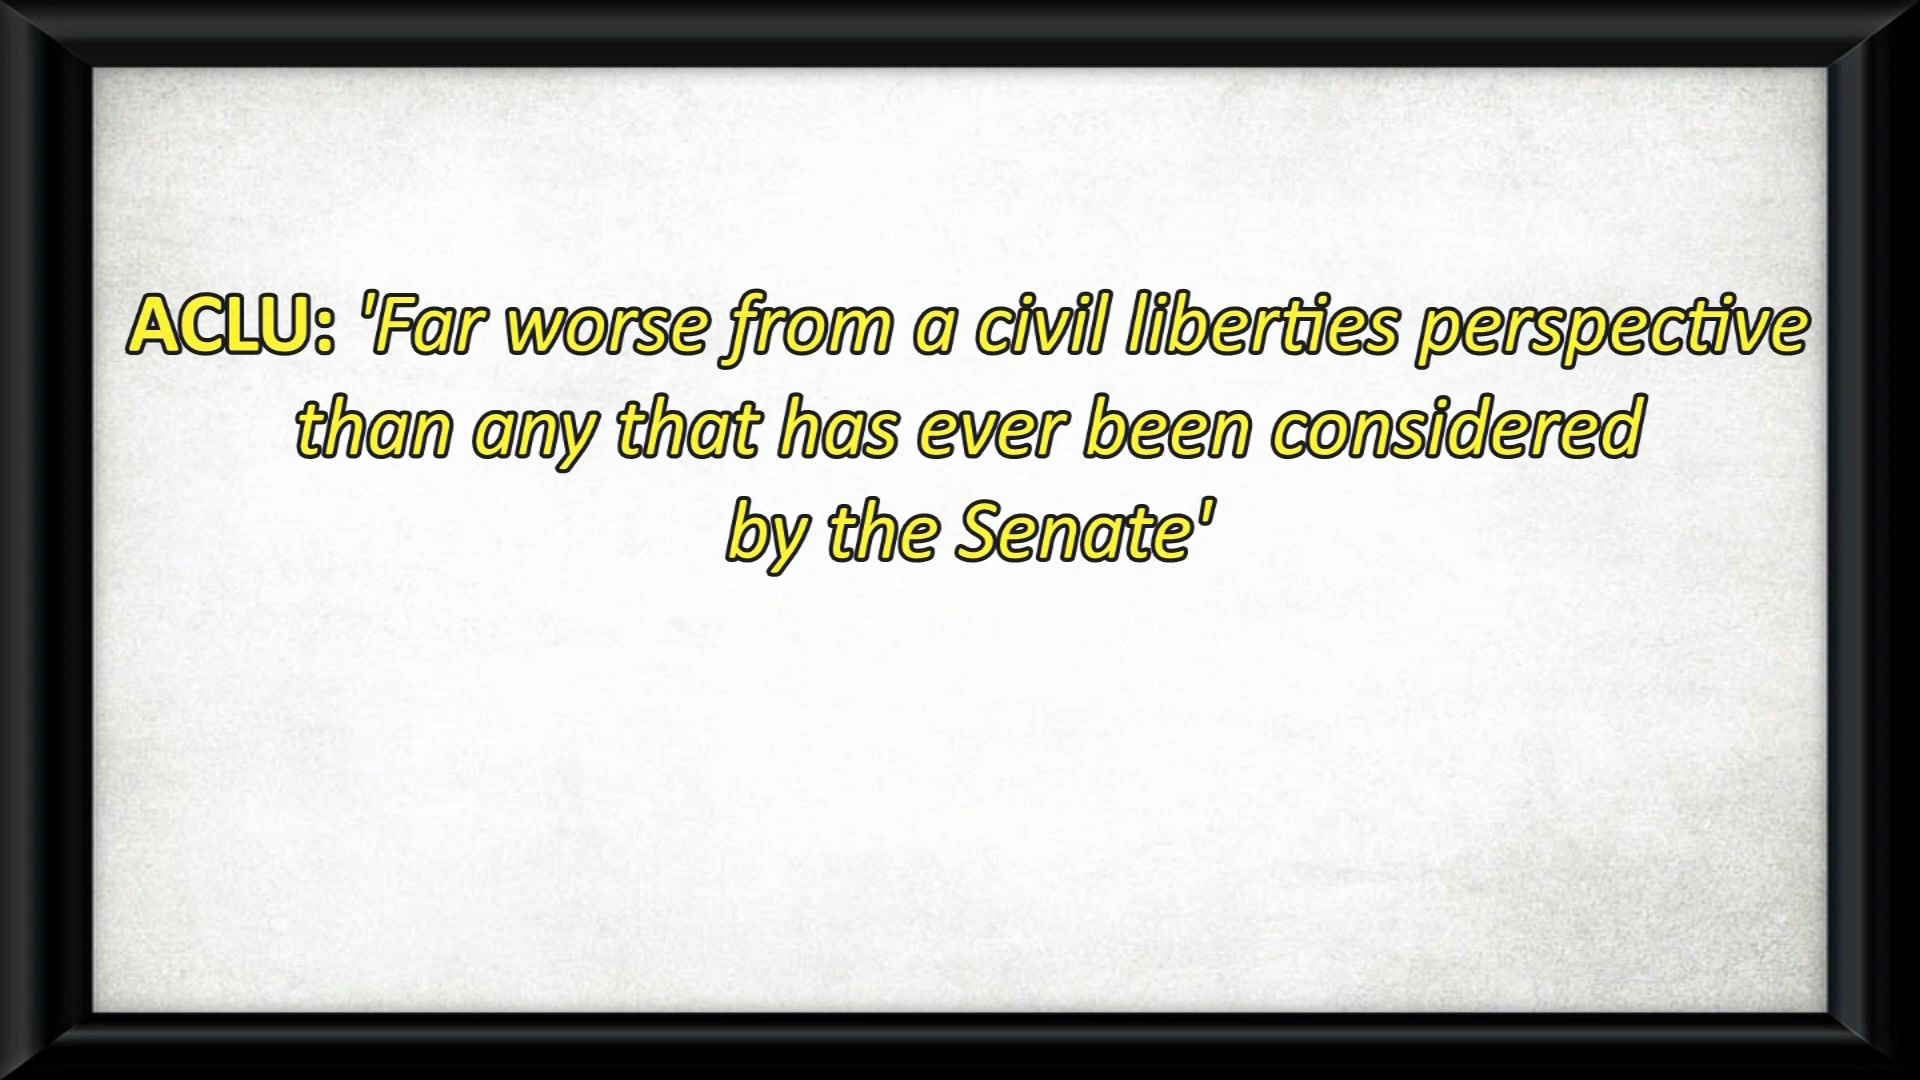 ACLU: 'Far worse from a civil liberties perspective
than any that has ever been considered
by the Senate'